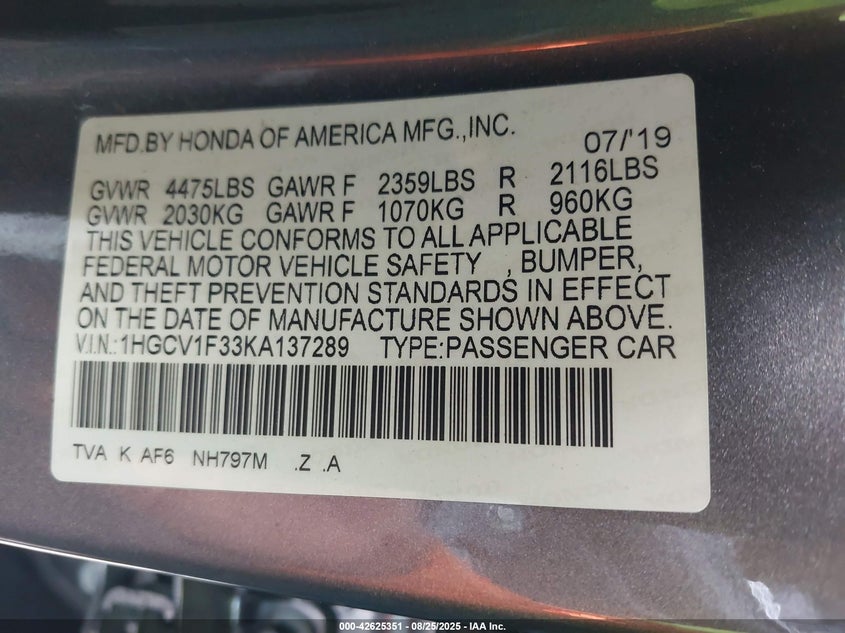 MFD.BY HONDA OF AMERICA MFG.,INC. 07/'19
GVWR 4475LBS GAWR F 2359LBS R 2116LBS
GVWR 2030KG GAWR F 1070KG R 960KG
THIS VEHICLE CONFORMS TO ALL APPLICABLE
FEDERAL MOTOR VEHICLE SAFETY , BUMPER,
AND THEFT PREVENTION STANDARDS IN EFFECT
ON THE DATE OF MANUFACTURE SHOWN ABOVE.
V.I.N.:1HGCV1F33KA137289 TYPE:PASSENGER CAR
TVA K AF6 NH797M .Z .A
000-42625351 - 08/25/2025 - IAA Inc.